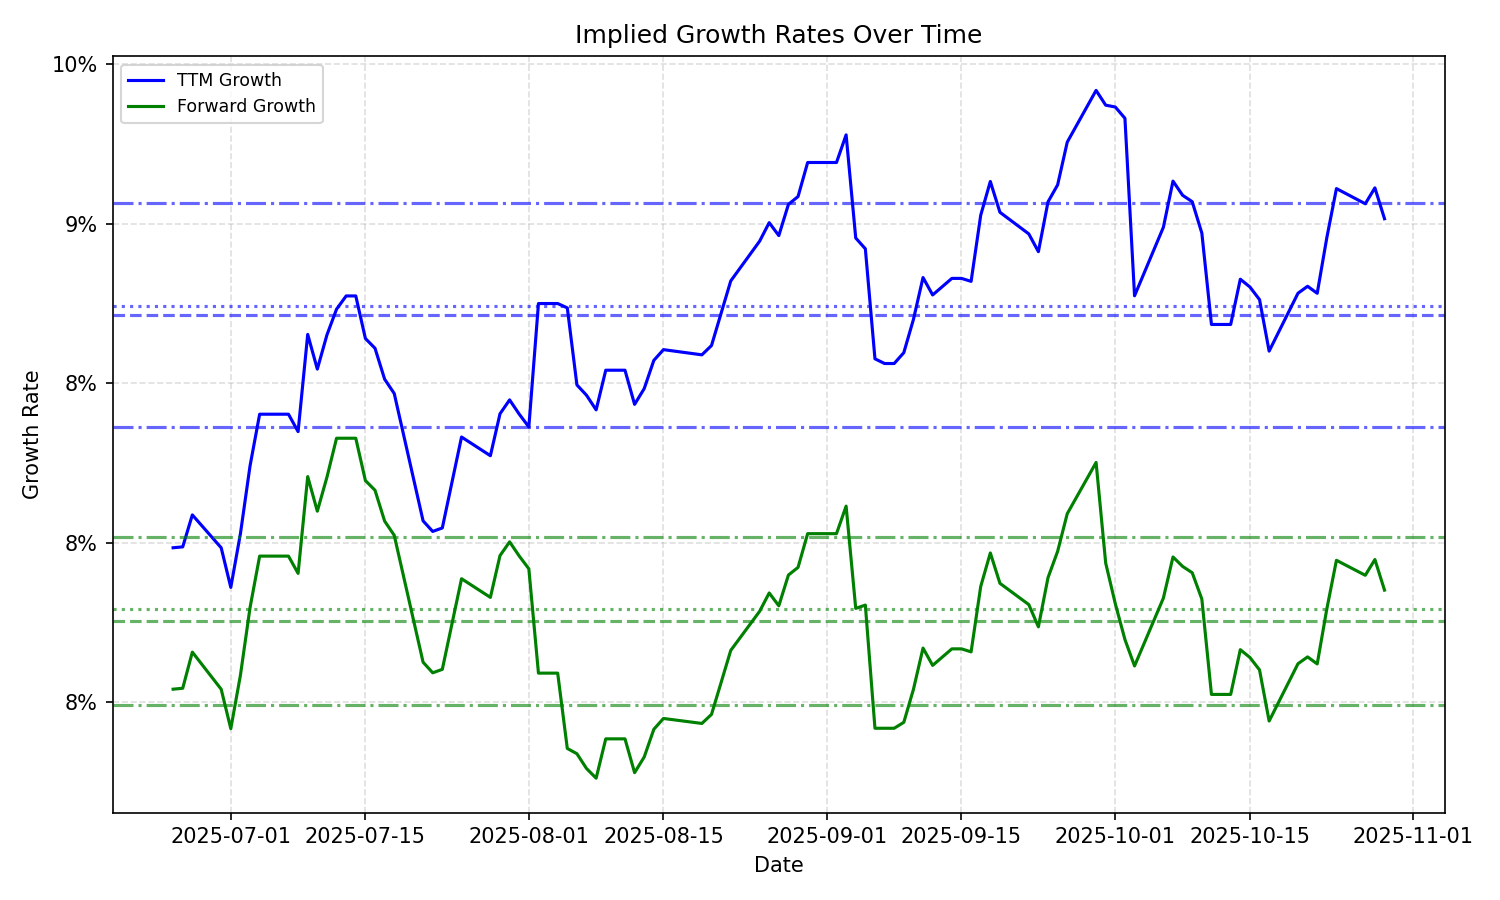 Implied Growth Rates Over Time
TTM Growth
Forward Growth
Growth Rate
10%
9%
8%
8%
8%
2025-07-01
2025-07-15
2025-08-01
2025-08-15
2025-09-01
2025-09-15
2025-10-01
2025-10-15
2025-11-01
Date